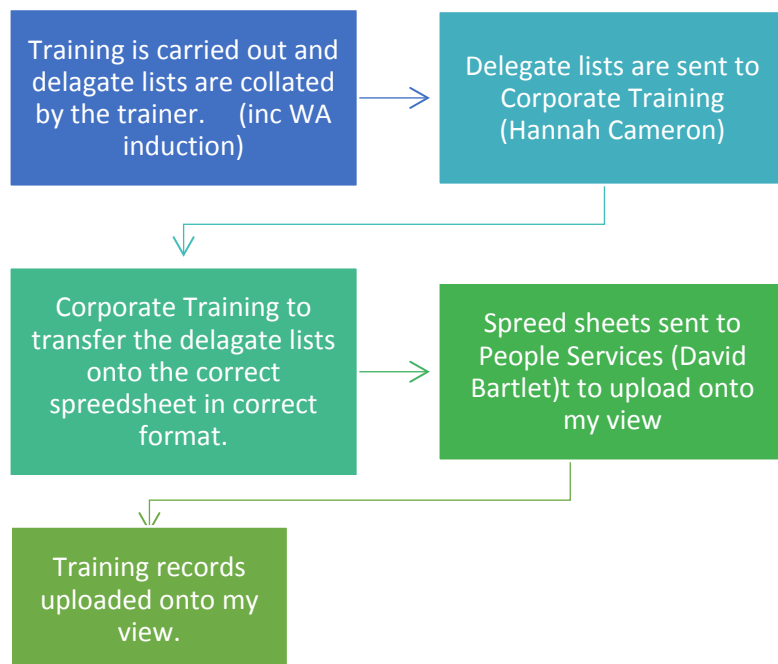 Training is carried out and
delagate lists are collated
by the trainer. (inc WA
induction)
Delegate lists are sent to
Corporate Training
(Hannah Cameron)
Corporate Training to
transfer the delagate lists
onto the correct
spreedsheet in correct
format.
Spreed sheets sent to
People Services (David
Bartlet)t to upload onto
my view
Training records
uploaded onto my
view.